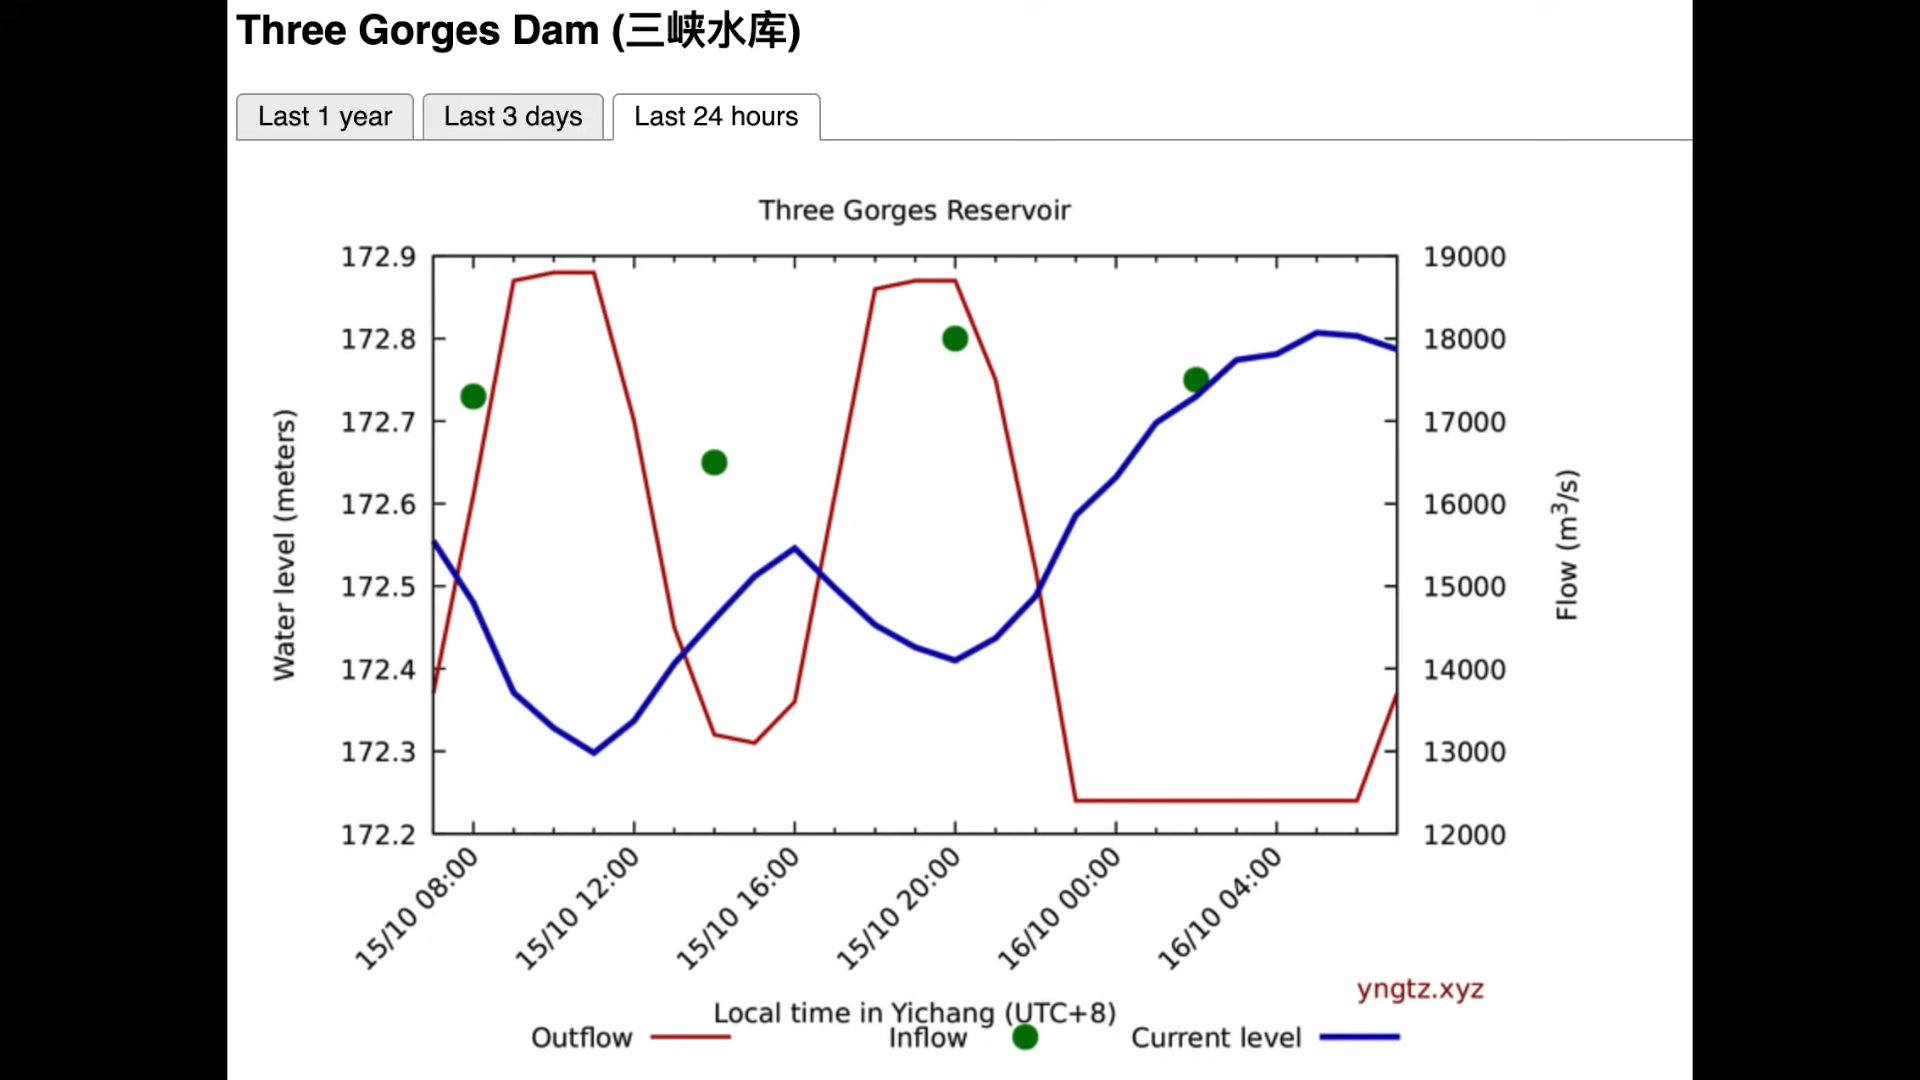 Three Gorges Dam (三峡水库)
Last 1 year
Last 3 days
Last 24 hours
Three Gorges Reservoir
172.9
172.8
172.7
172.6
172.5
172.4
172.3
172.2
Water level (meters)
19000
18000
17000
16000
15000
14000
13000
12000
Flow (m³/s)
15/10 08:00
15/10 12:00
15/10 16:00
15/10 20:00
16/10 00:00
16/10 04:00
yngtz.xyz
Local time in Yichang (UTC+8)
Outflow
Inflow
Current level